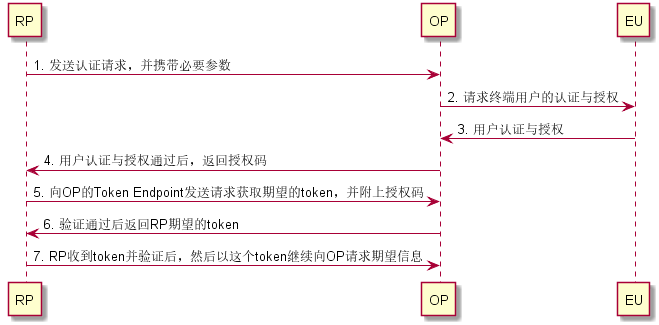 RP OP EU
1. 发送认证请求，并携带必要参数
2. 请求终端用户的认证与授权
3. 用户认证与授权
4. 用户认证与授权通过后，返回授权码
5. 向OP的Token Endpoint发送请求获取期望的token，并附上授权码
6. 验证通过后返回RP期望的token
7. RP收到token并验证后，然后以这个token继续向OP请求期望信息
RP OP EU